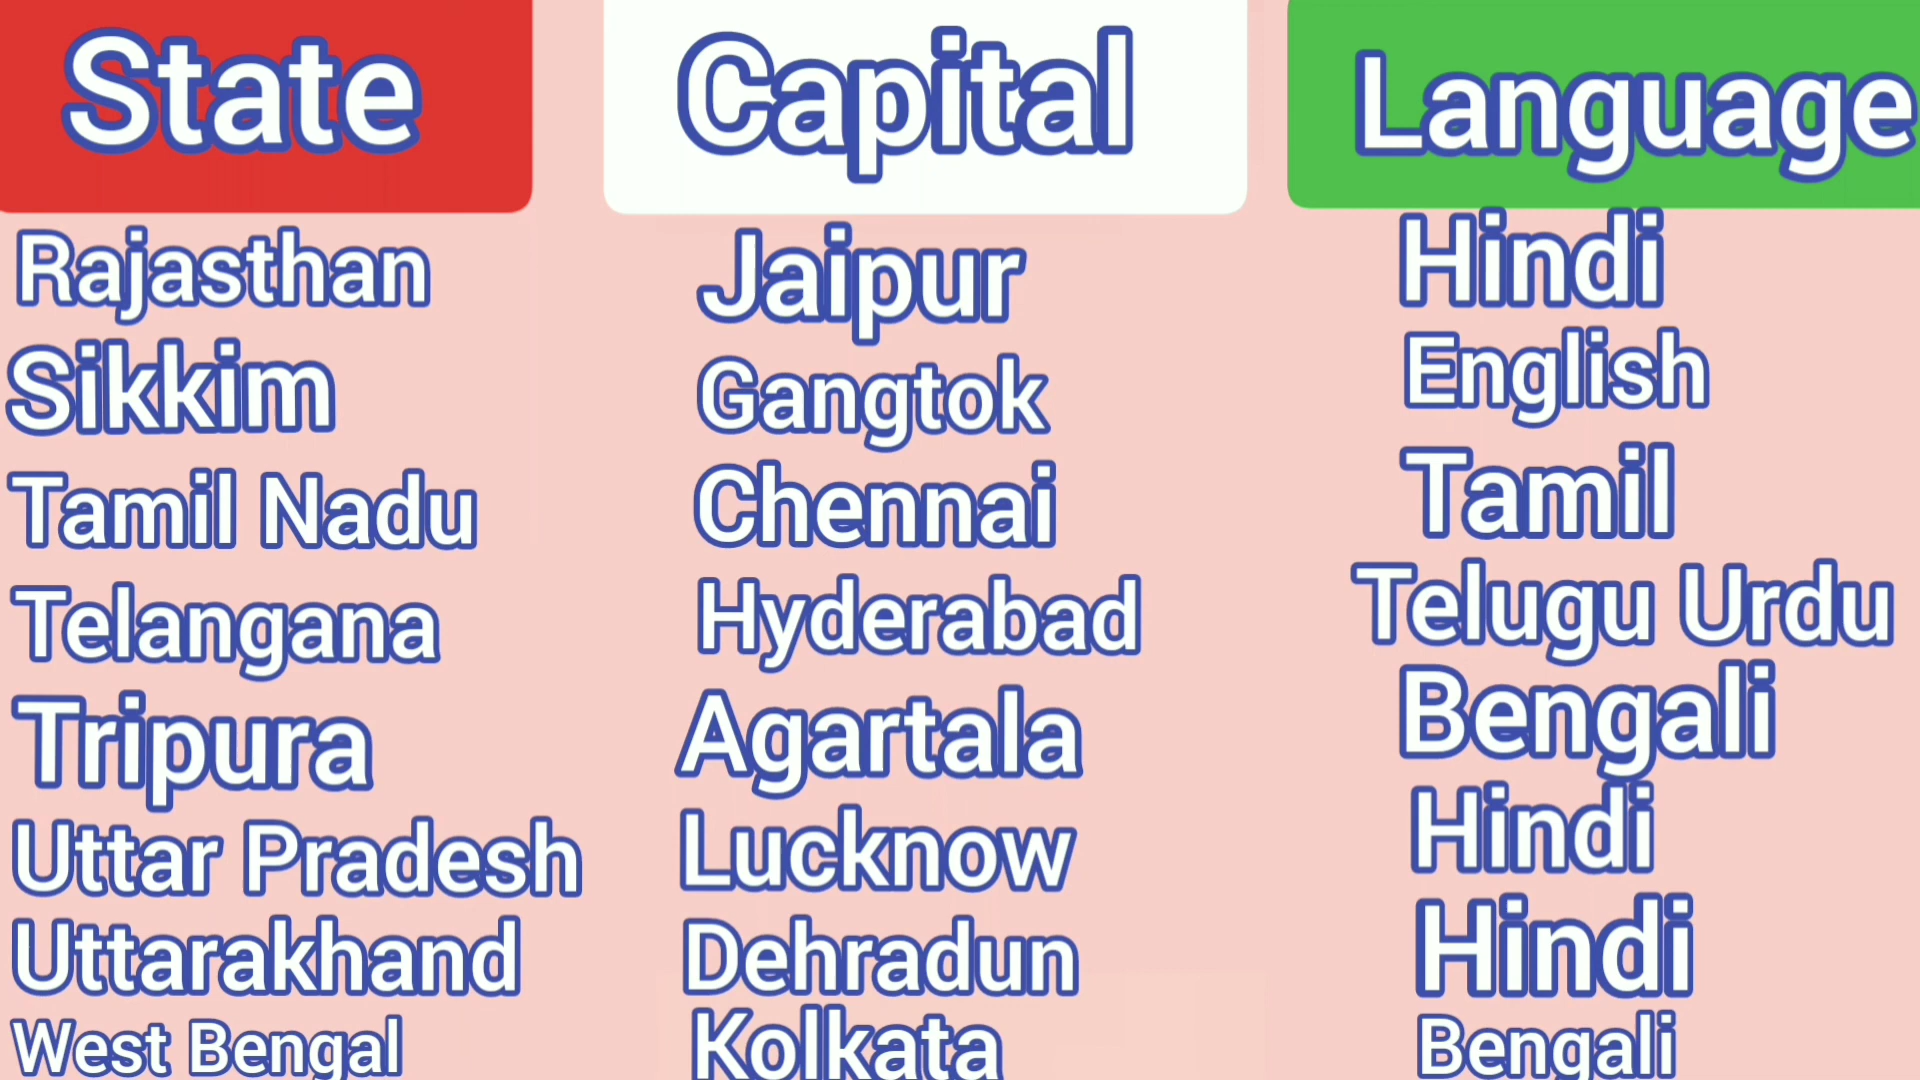 State Capital Language
Rajasthan Jaipur Hindi
Sikkim Gangtok English
Tamil Nadu Chennai Tamil
Telangana Hyderabad Telugu Urdu
Tripura Agartala Bengali
Uttar Pradesh Lucknow Hindi
Uttarakhand Dehradun Hindi
West Bengal Kolkata Bengali